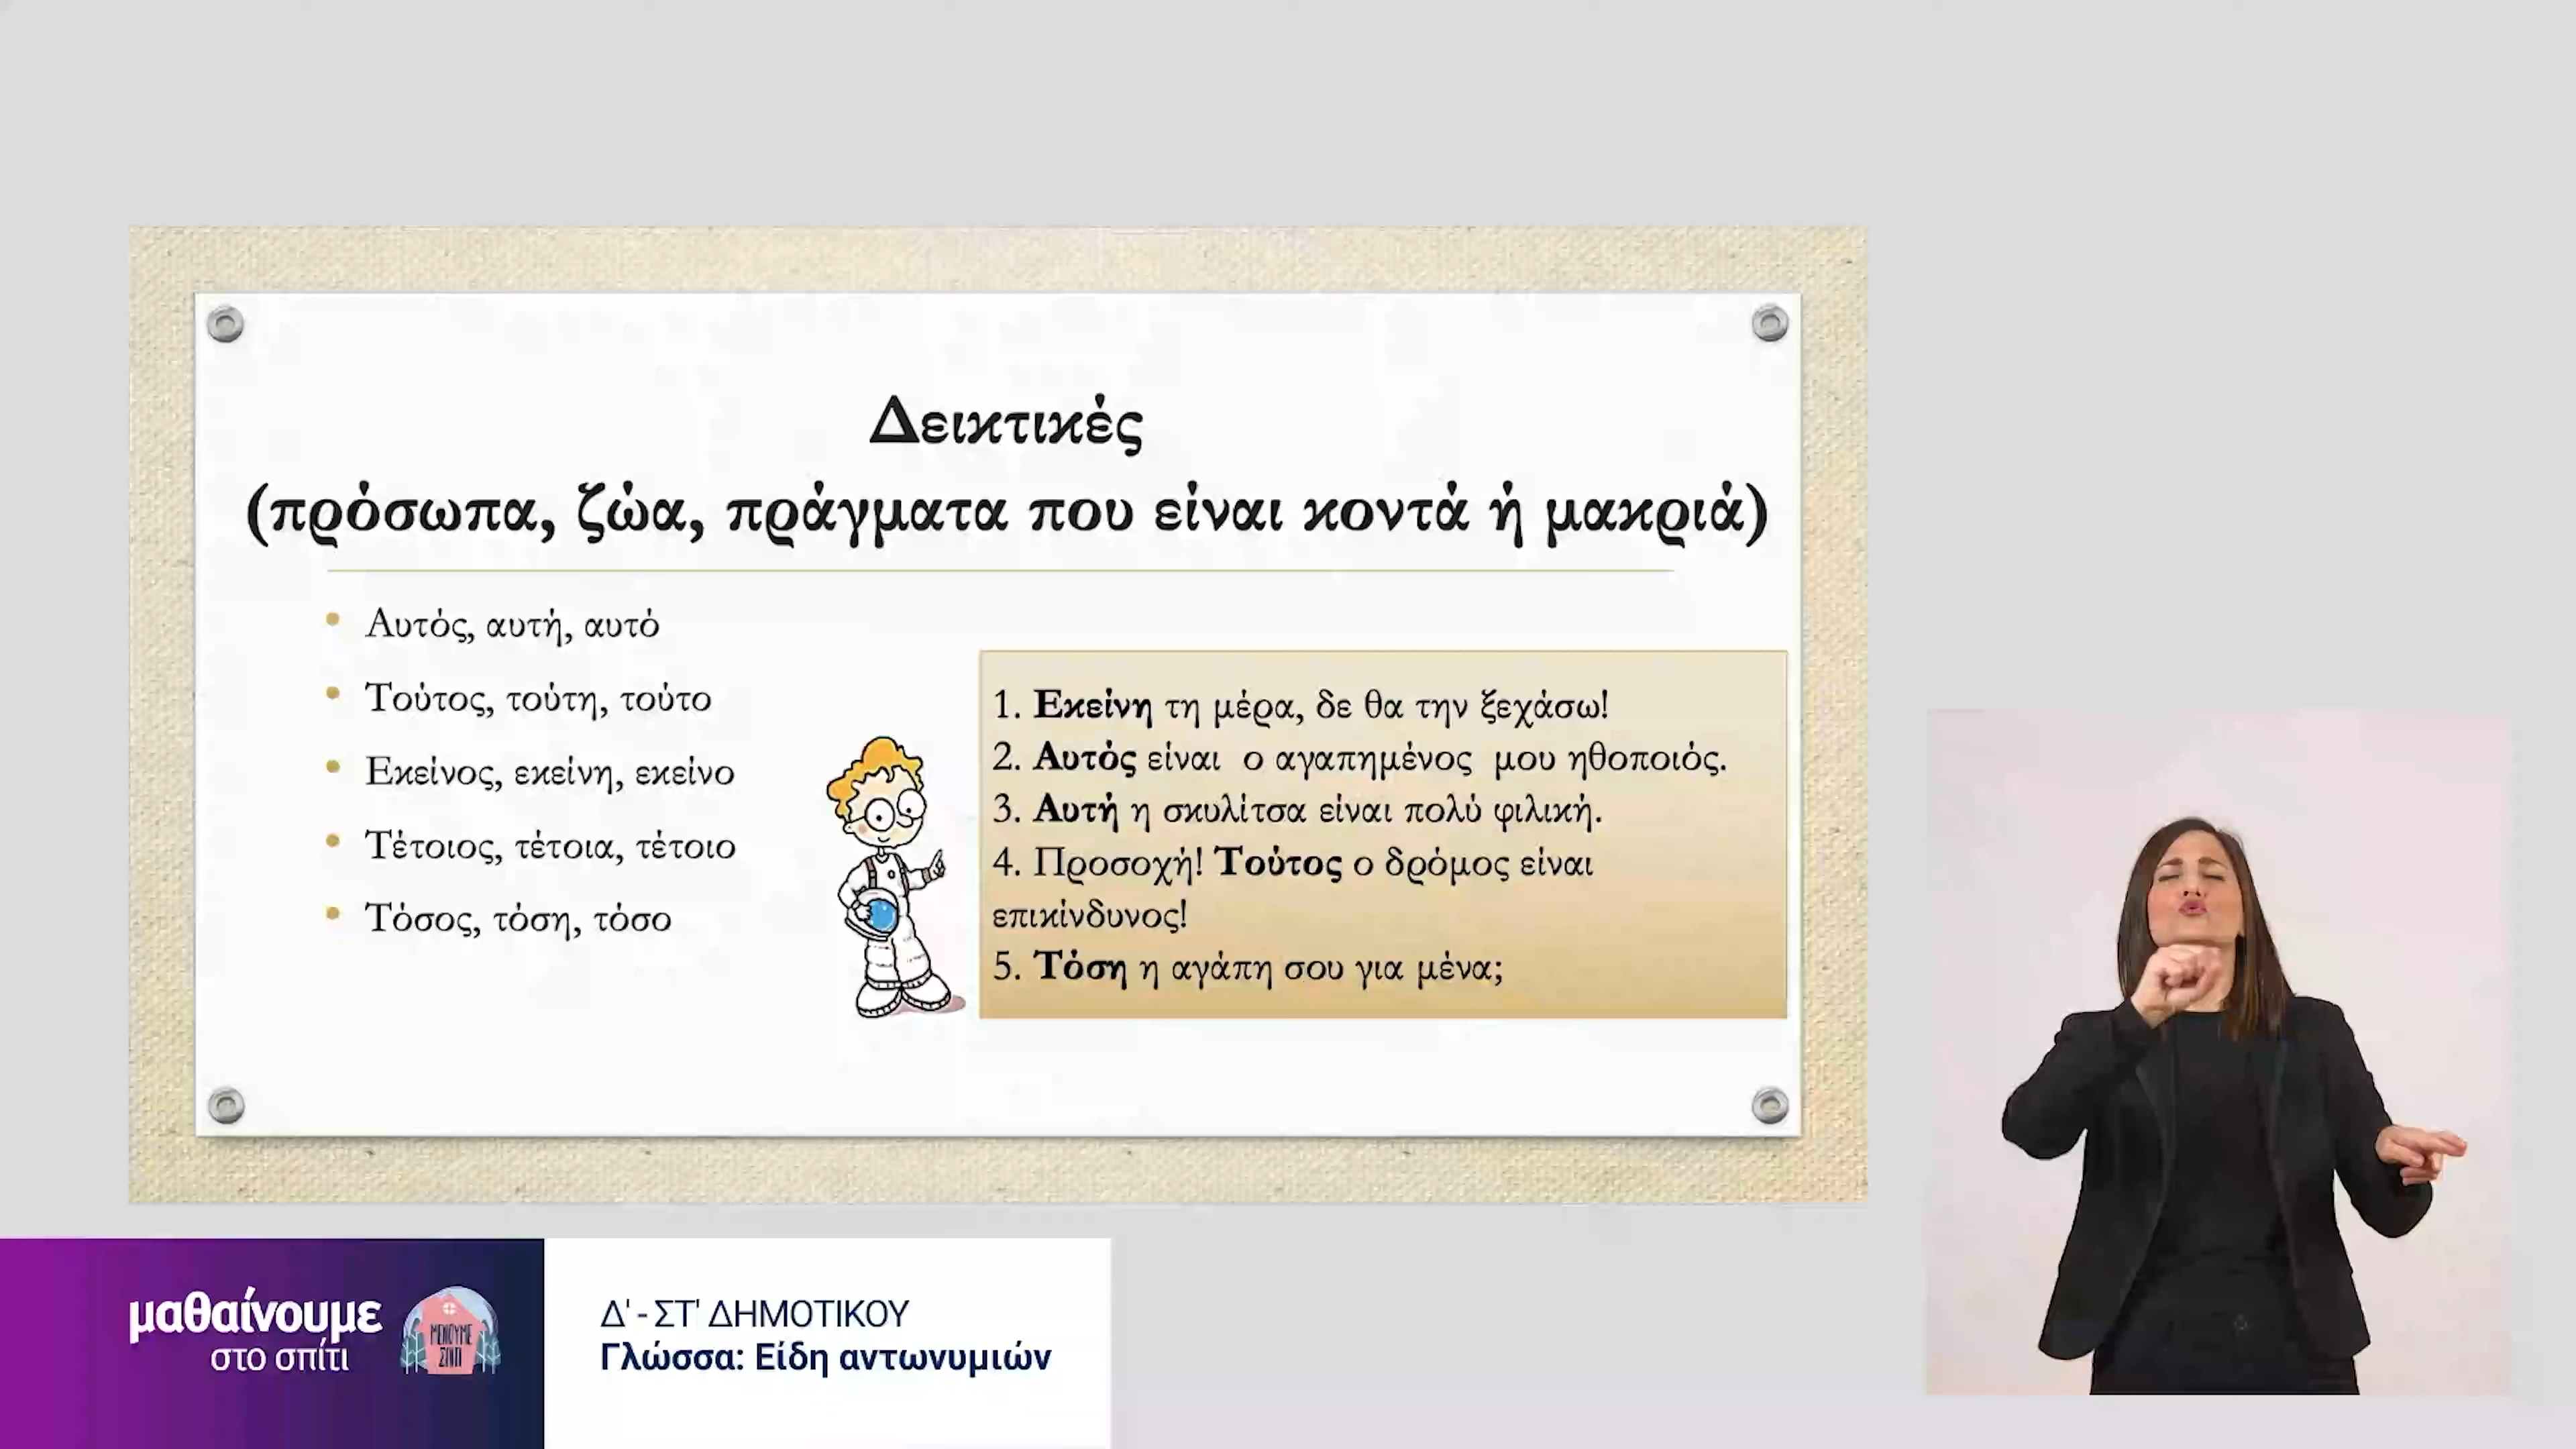 Δεικτικές
(πρόσωπα, ζώα, πράγματα που είναι κοντά ή μακριά)
• Αυτός, αυτή, αυτό
• Τούτος, τούτη, τούτο
• Εκείνος, εκείνη, εκείνο
• Τέτοιος, τέτοια, τέτοιο
• Τόσος, τόση, τόσο
1. Εκείνη τη μέρα, δε θα την ξεχάσω!
2. Αυτός είναι ο αγαπημένος μου ηθοποιός.
3. Αυτή η σκυλίτσα είναι πολύ φιλική.
4. Προσοχή! Τούτος ο δρόμος είναι
επικίνδυνος!
5. Τόση η αγάπη σου για μένα;
μαθαίνουμε
στο σπίτι
ΜΕΝΟΥΜΕ
ΣΠΙΤΙ
Δ' - ΣΤ' ΔΗΜΟΤΙΚΟΥ
Γλώσσα: Είδη αντωνυμιών